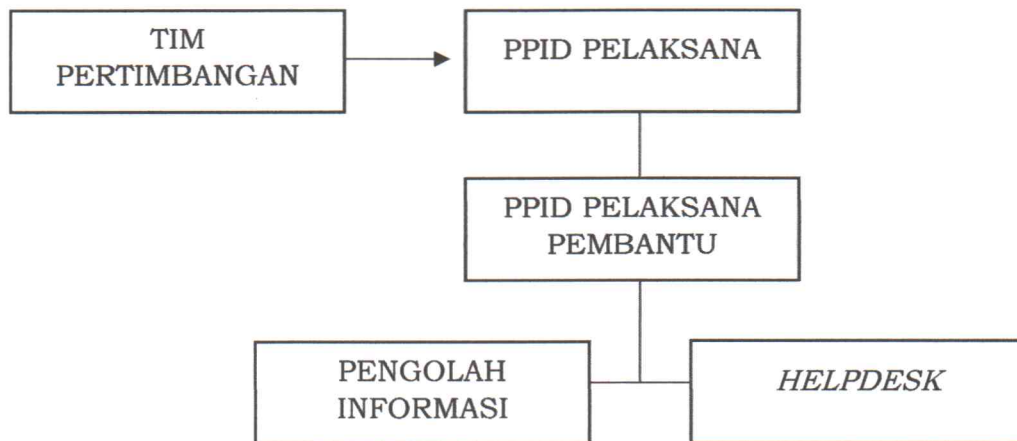 TIM
PERTIMBANGAN
PPID PELAKSANA
PPID PELAKSANA
PEMBANTU
PENGOLAH
INFORMASI
HELPDESK